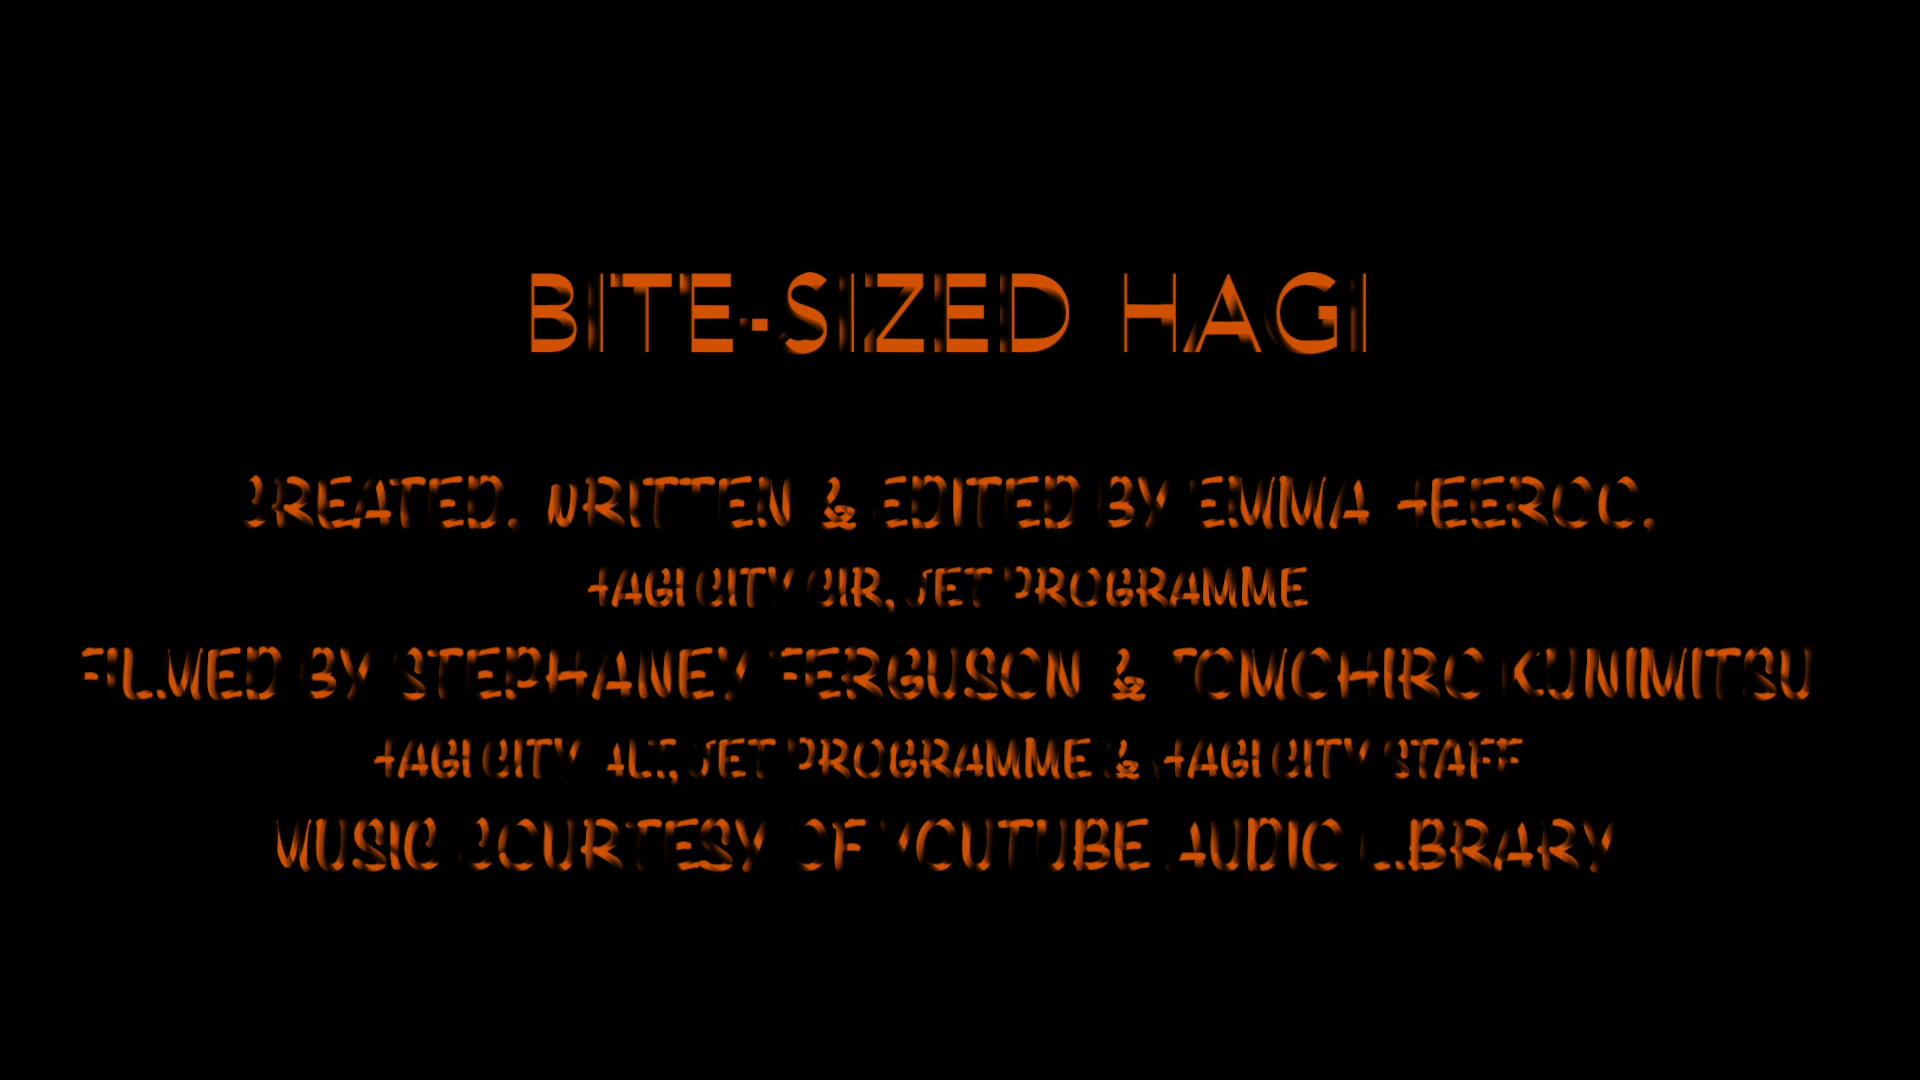 BITE-SIZED HAGI
CREATED, WRITTEN & EDITED BY EMMA
HAGI CITY CIR, JET PROGRAMME
FILMED BY STEPHANEY FERGUSON & TOMOHIRO KUNIMITSU
HAGI CITY ALT, JET PROGRAMME & HAGI CITY STAFF
MUSIC COURTESY OF YOUTUBE AUDIO LIBRARY